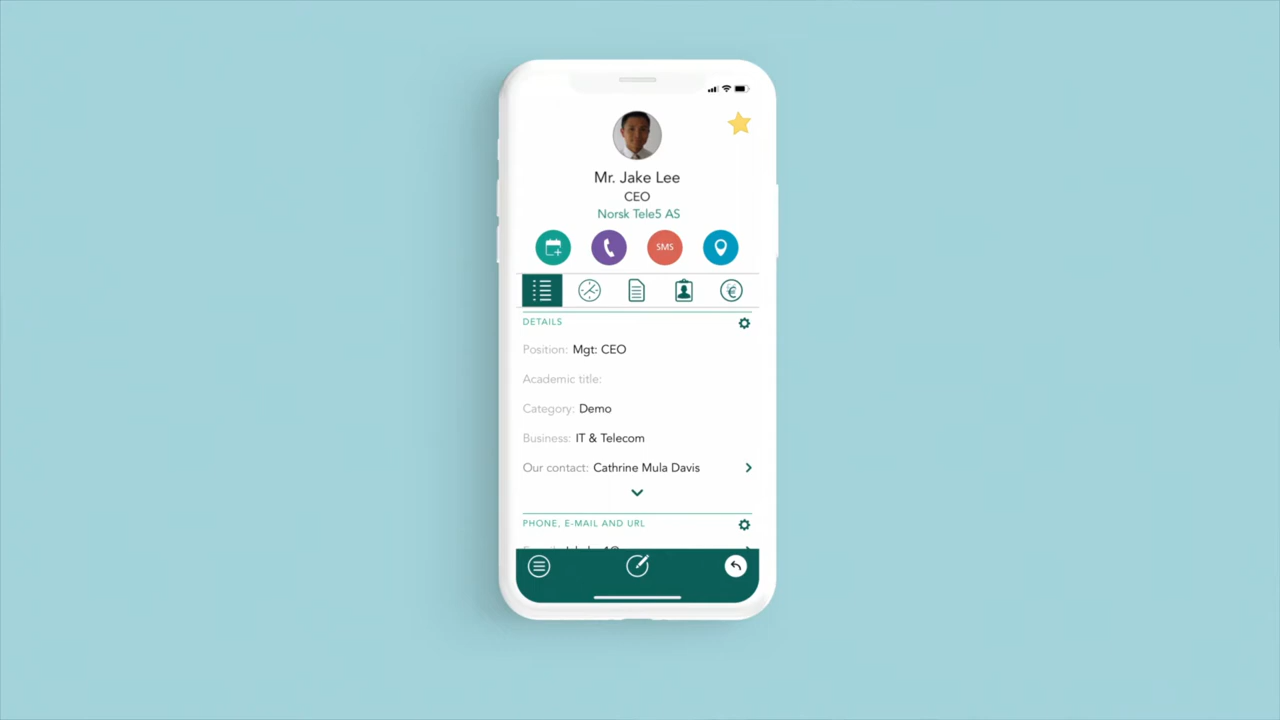 Mr. Jake Lee
CEO
Norsk Tele5 AS
SMS
DETAILS
Position: Mgt: CEO
Academic title:
Category: Demo
Business: IT & Telecom
Our contact: Cathrine Mula Davis
PHONE, E-MAIL AND URL